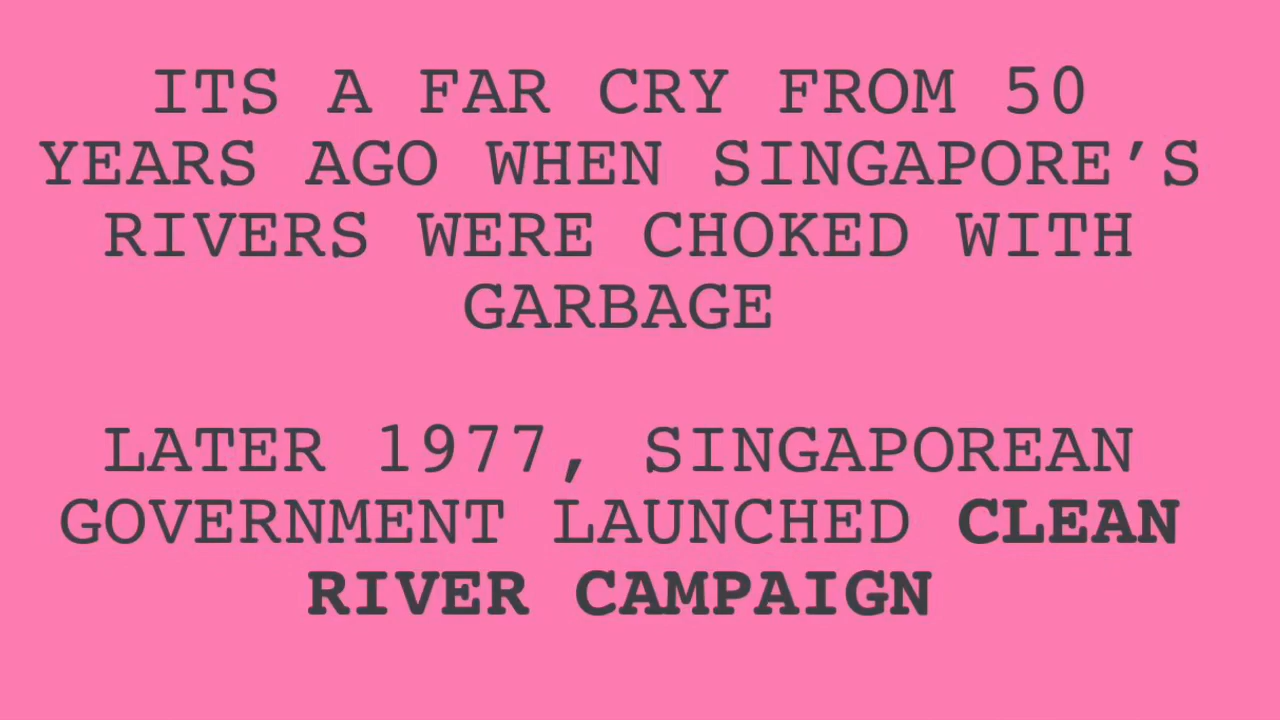 ITS A FAR CRY FROM 50
YEARS AGO WHEN SINGAPORE’S
RIVERS WERE CHOKED WITH
GARBAGE
LATER 1977, SINGAPOREAN
GOVERNMENT LAUNCHED CLEAN
RIVER CAMPAIGN